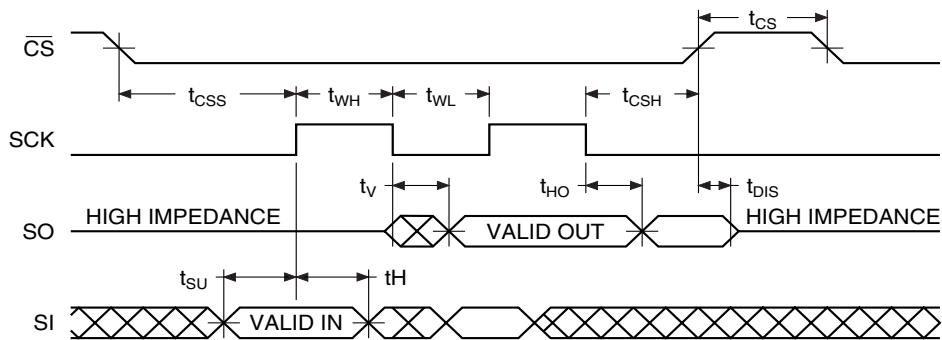 tCS
CS
tCSS tWH tWL tCSH
SCK
tV tHO tDIS
HIGH IMPEDANCE HIGH IMPEDANCE
SO VALID OUT
tSU tH
SI VALID IN